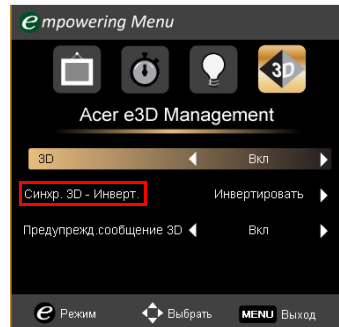 e mpowering Menu
3D
Acer e3D Management
3D Вкл
Синхр. 3D - Инверт. Инвертировать
Предупрежд.сообщение 3D Вкл
e Режим Выбрать MENU Выход